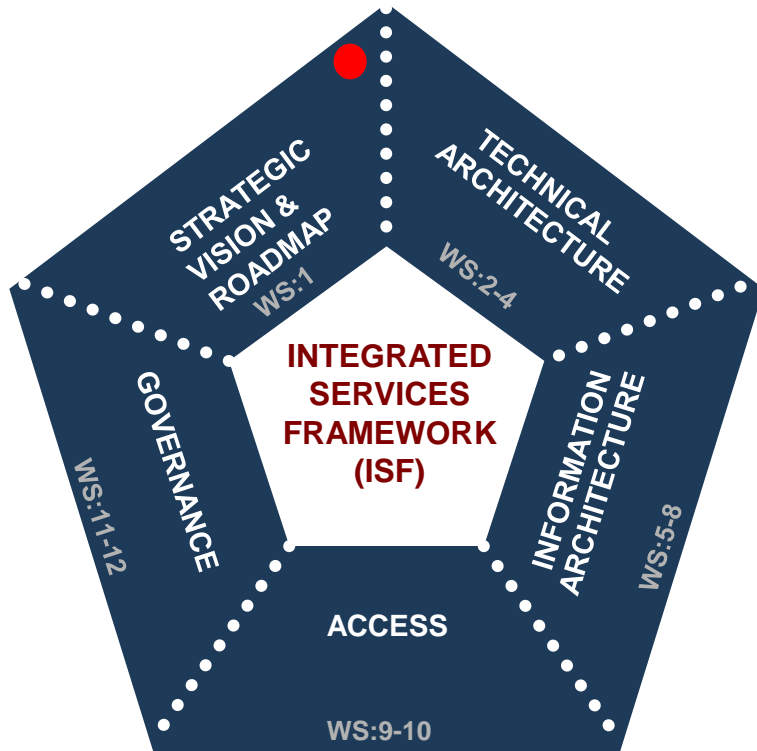 STRATEGIC
VISION &
ROADMAP
WS:1
TECHNICAL
ARCHITECTURE
WS:2-4
INTEGRATED
SERVICES
FRAMEWORK
(ISF)
INFORMATION
ARCHITECTURE
WS:5-8
ACCESS
WS:9-10
GOVERNANCE
WS:11-12